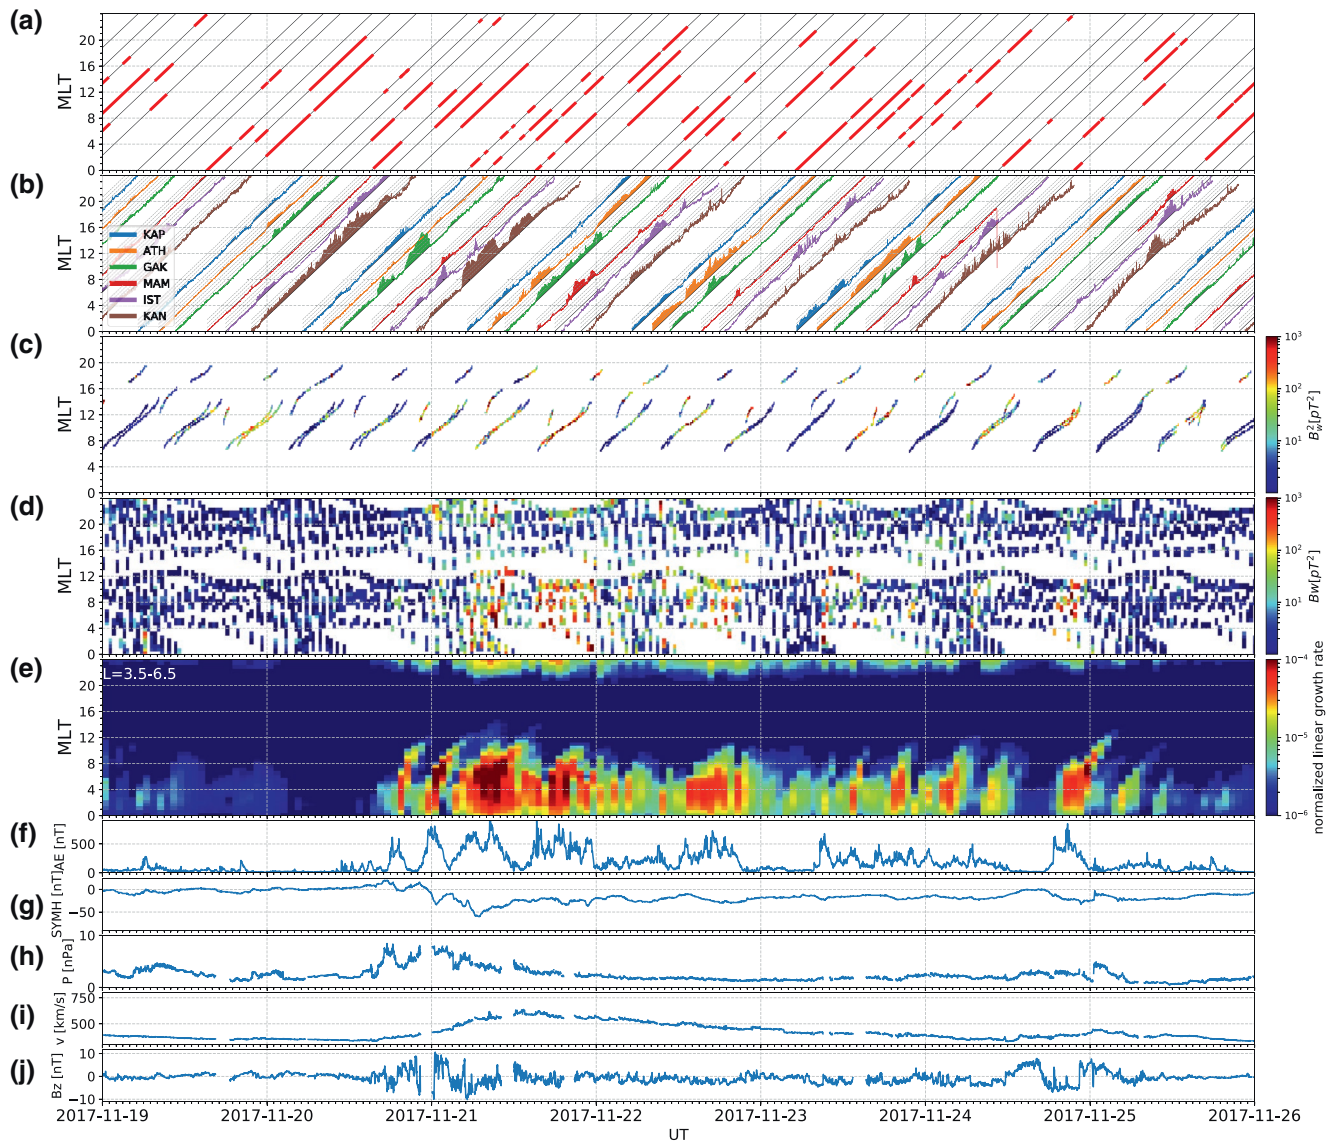 (a)
MLT
24
20
16
12
8
4
0
(b)
MLT
24
20
16
12
8
4
0
KAP
ATH
GAK
MAM
IST
KAN
(c)
MLT
20
16
12
8
4
0
10³
10²
10¹
B²w[pT²]
(d)
MLT
20
16
12
8
4
0
10³
10²
10¹
Bw[pT²]
(e)
MLT
L=3.5-6.5
20
16
12
8
4
0
10⁻⁴
10⁻⁵
10⁻⁶
normalized linear growth rate
(f)
AE [nT]
500
0
(g)
SYMH [nT]
0
−50
(h)
P [nPa]
10
0
(i)
v [km/s]
750
500
(j)
Bz [nT]
10
0
−10
2017-11-19 2017-11-20 2017-11-21 2017-11-22 2017-11-23 2017-11-24 2017-11-25 2017-11-26
UT